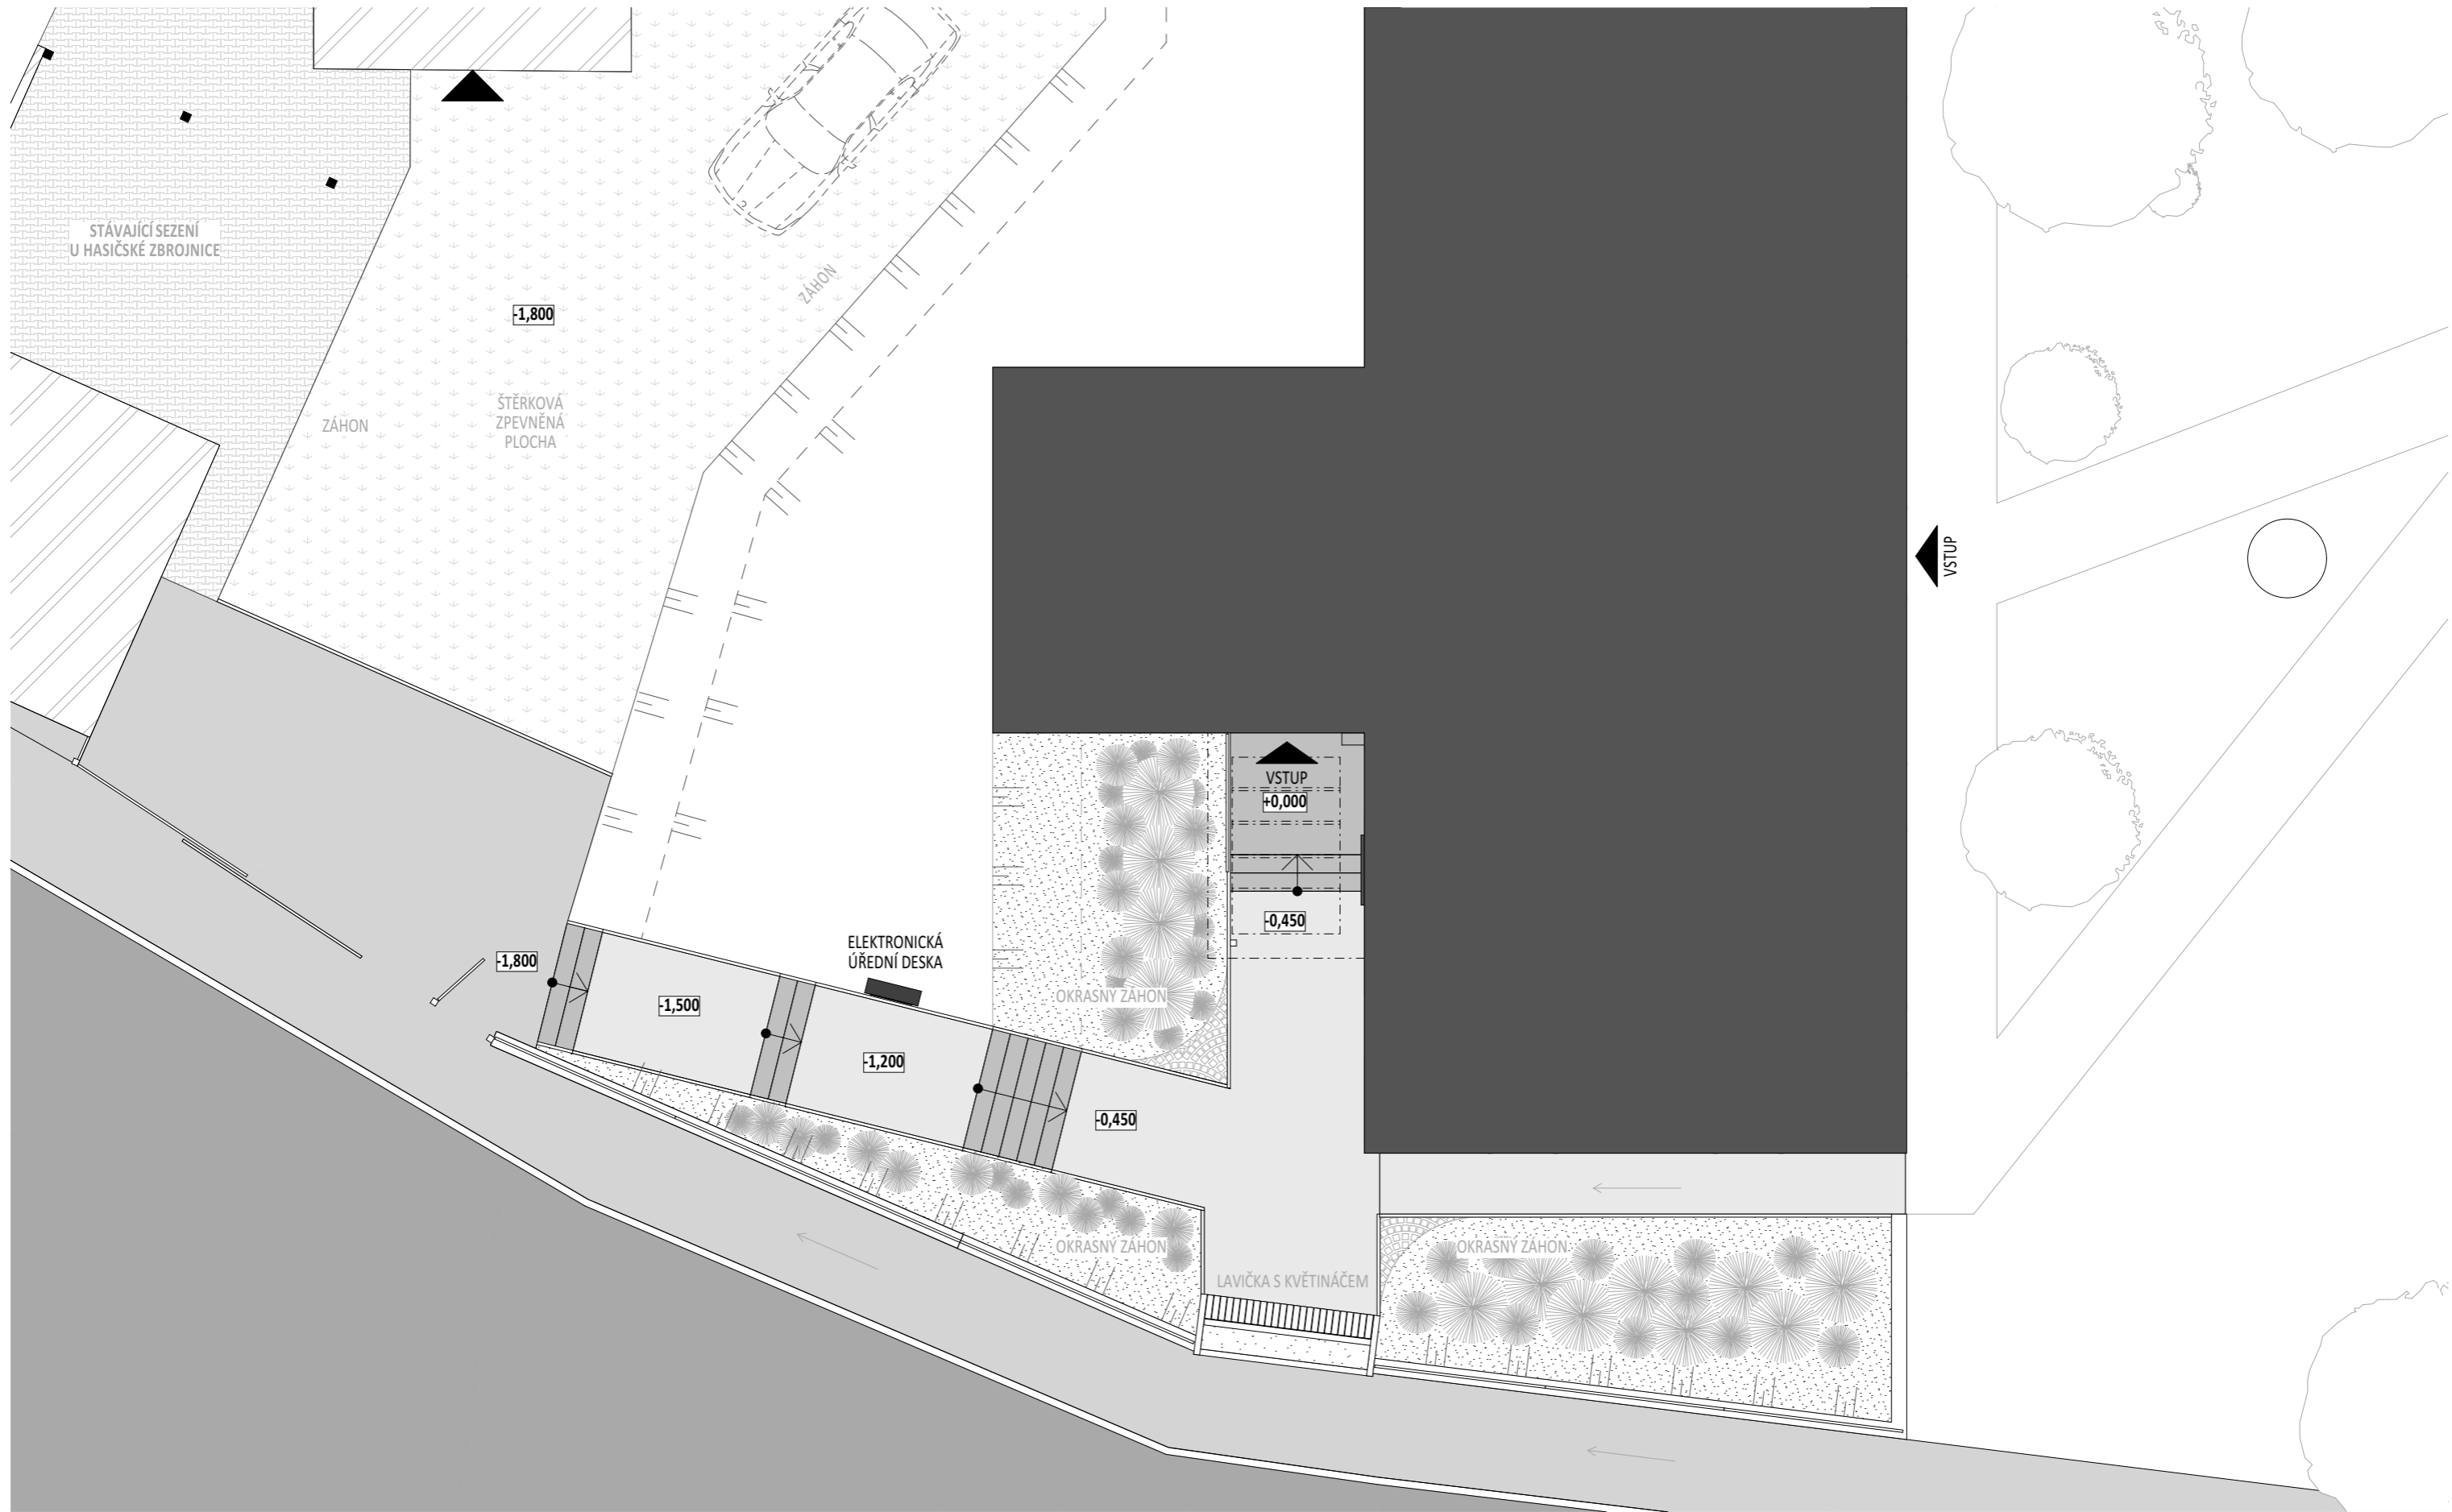 STÁVAJÍCÍ SEZENÍ
U HASIČSKÉ ZBROJNICE
ZÁHON
-1,800
ZÁHON
ŠTĚRKOVÁ
ZPEVNĚNÁ
PLOCHA
VSTUP
VSTUP
+0,000
-0,450
ELEKTRONICKÁ
ÚŘEDNÍ DESKA
-1,800
-1,500
OKRASNÝ ZÁHON
-1,200
-0,450
OKRASNÝ ZÁHON
OKRASNÝ ZÁHON
LAVIČKA S KVĚTINÁČEM